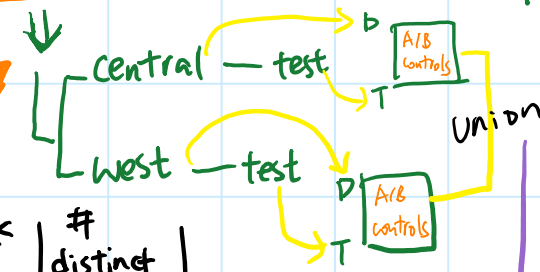 central — test
D
A/B
controls
T
union
west — test
D
A/B
controls
T
#
distinct